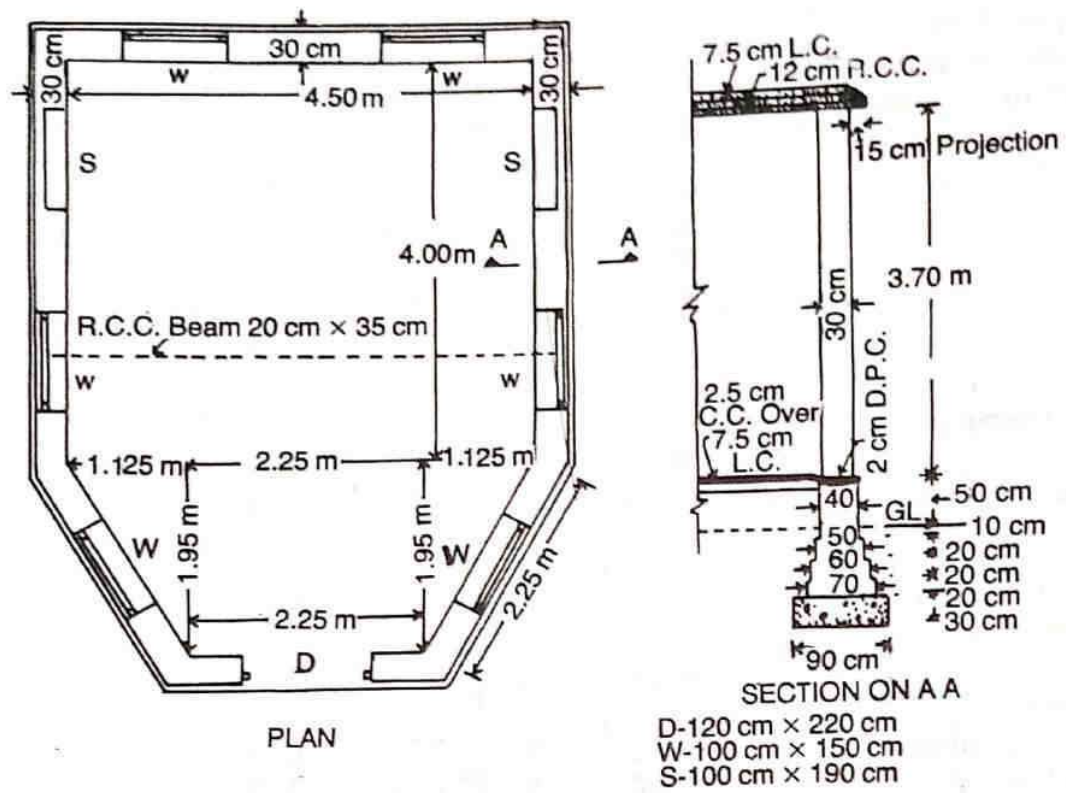 30 cm
w
w
4.50 m
30 cm
30 cm
S
S
A
A
4.00 m
R.C.C. Beam 20 cm × 35 cm
w
w
1.125 m
2.25 m
1.125 m
W
1.95 m
1.95 m
W
2.25 m
2.25 m
D
PLAN
7.5 cm L.C.
12 cm R.C.C.
15 cm Projection
3.70 m
30 cm
2 cm D.P.C.
2.5 cm
C.C. Over
7.5 cm
L.C.
40
GL
50 cm
10 cm
50
20 cm
60
20 cm
70
20 cm
30 cm
90 cm
SECTION ON A A
D-120 cm × 220 cm
W-100 cm × 150 cm
S-100 cm × 190 cm